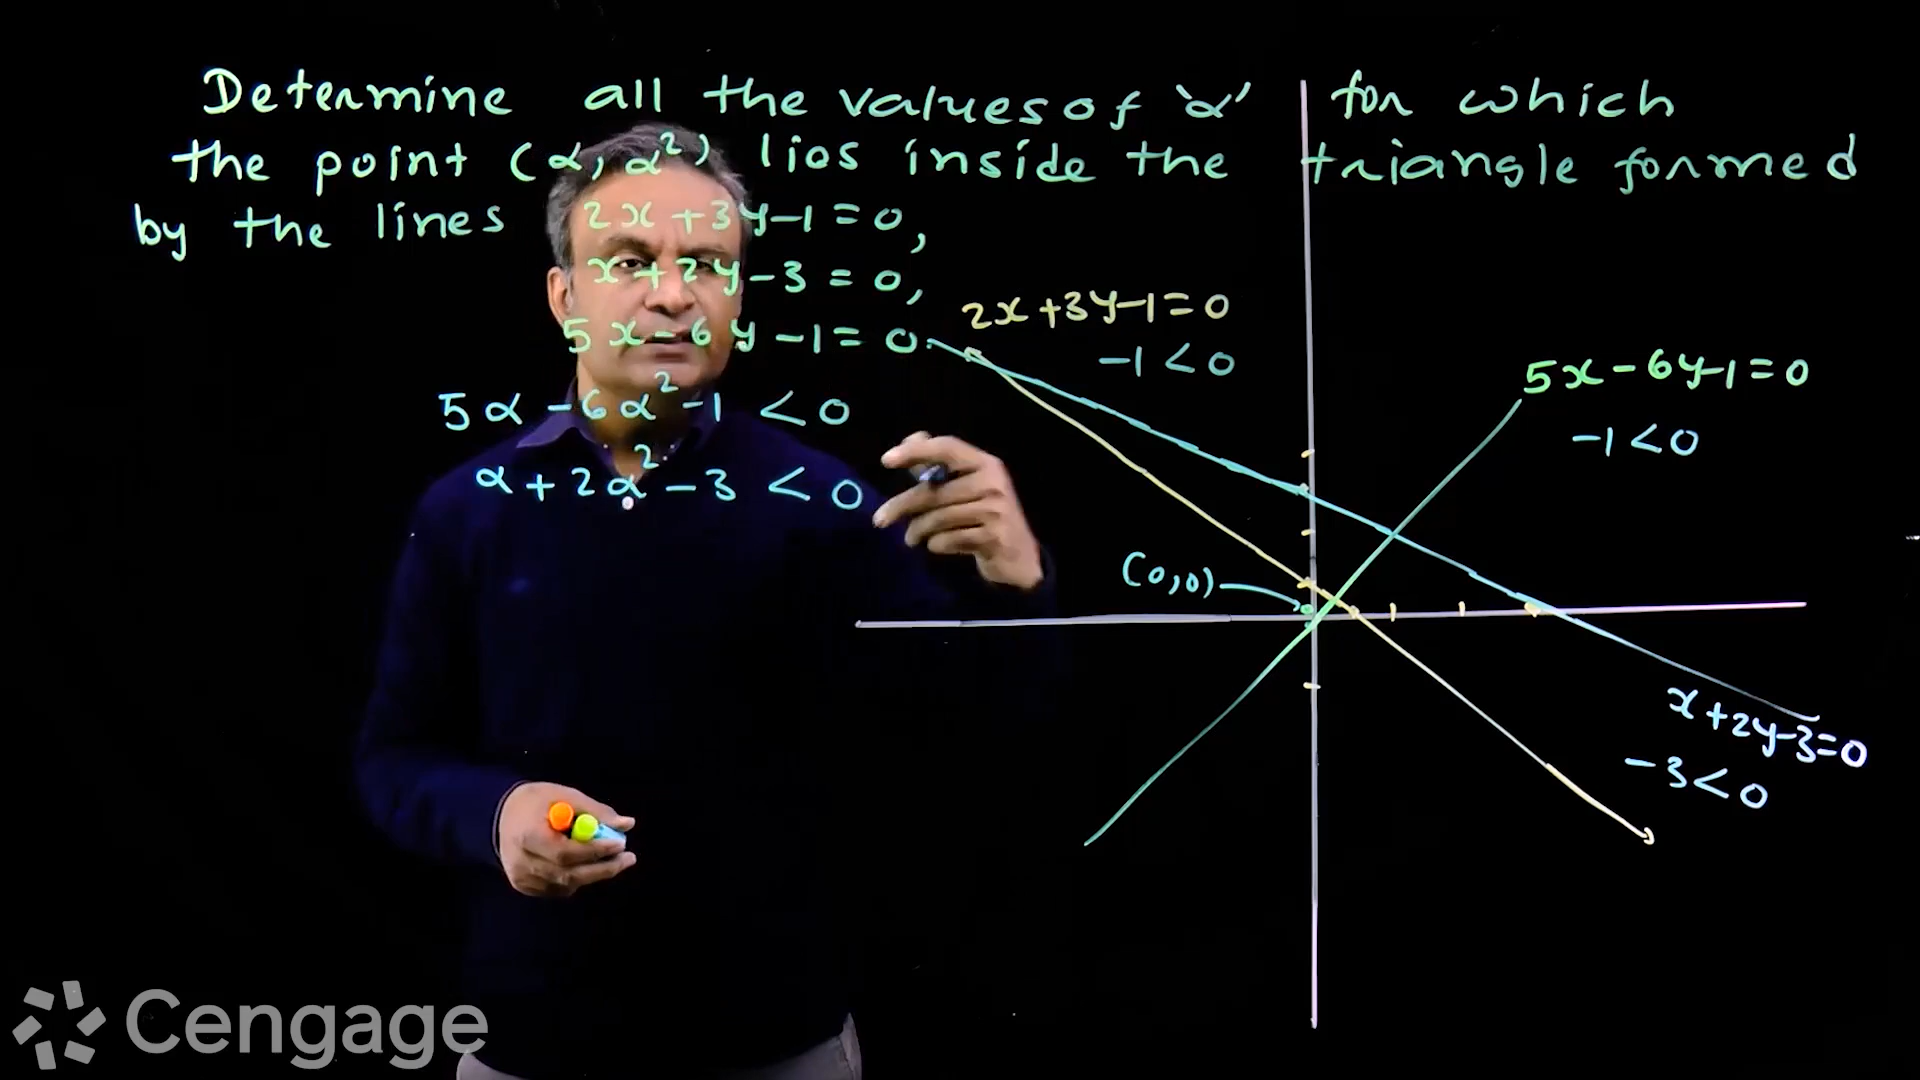 Determine all the values of 'α' for which
the point (α, α²) lies inside the triangle formed
by the lines 2x+3y-1=0,
x+2y-3=0,
5x-6y-1=0.
2x+3y-1=0
-1<0
5x-6y-1=0
-1<0
5α-6α²-1<0
α+2α²-3<0
(0,0)
x+2y-3=0
-3<0
Cengage